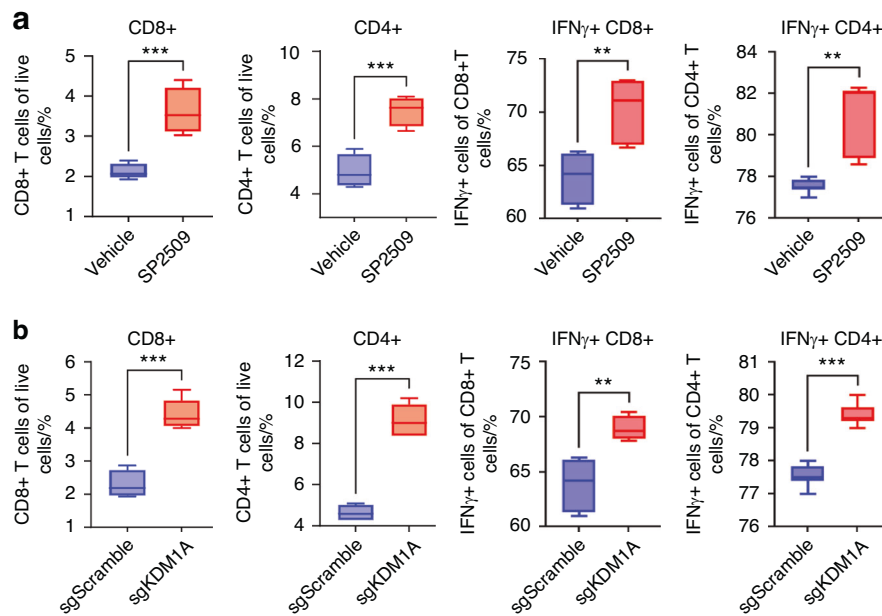 a
CD8+
CD8+ T cells of live
cells/%
5
4
3
2
1
***
Vehicle
SP2509
CD4+
CD4+ T cells of live
cells/%
10
8
6
4
***
Vehicle
SP2509
IFNγ+ CD8+
IFNγ+ cells of CD8+T
cells/%
75
70
65
60
**
Vehicle
SP2509
IFNγ+ CD4+
IFNγ+ cells of CD4+ T
cells/%
84
82
80
78
76
**
Vehicle
SP2509
b
CD8+
CD8+ T cells of live
cells/%
6
5
4
3
2
1
***
sgScramble
sgKDM1A
CD4+
CD4+ T cells of live
cells/%
12
10
8
6
4
***
sgScramble
sgKDM1A
IFNγ+ CD8+
IFNγ+ cells of CD8+ T
cells/%
75
70
65
60
**
sgScramble
sgKDM1A
IFNγ+ CD4+
IFNγ+ cells of CD4+ T
cells/%
81
80
79
78
77
76
***
sgScramble
sgKDM1A